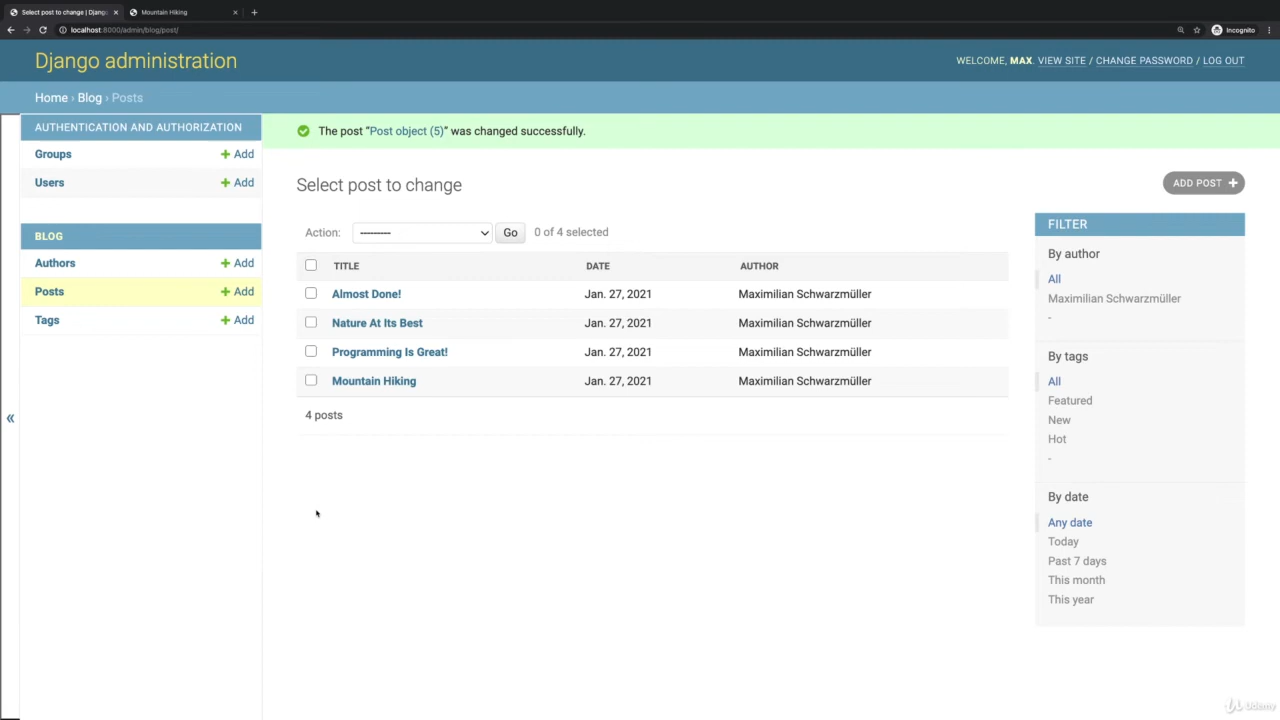 Select post to change | Djang
Mountain Hiking
localhost:8000/admin/blog/post/
Incognito
Django administration
WELCOME, MAX. VIEW SITE / CHANGE PASSWORD / LOG OUT
Home › Blog › Posts
AUTHENTICATION AND AUTHORIZATION
Groups + Add
Users + Add
BLOG
Authors + Add
Posts + Add
Tags + Add
«
The post “Post object (5)” was changed successfully.
Select post to change
ADD POST +
Action: --------- Go 0 of 4 selected
TITLE DATE AUTHOR
Almost Done! Jan. 27, 2021 Maximilian Schwarzmüller
Nature At Its Best Jan. 27, 2021 Maximilian Schwarzmüller
Programming Is Great! Jan. 27, 2021 Maximilian Schwarzmüller
Mountain Hiking Jan. 27, 2021 Maximilian Schwarzmüller
4 posts
FILTER
By author
All
Maximilian Schwarzmüller
-
By tags
All
Featured
New
Hot
-
By date
Any date
Today
Past 7 days
This month
This year
Udemy